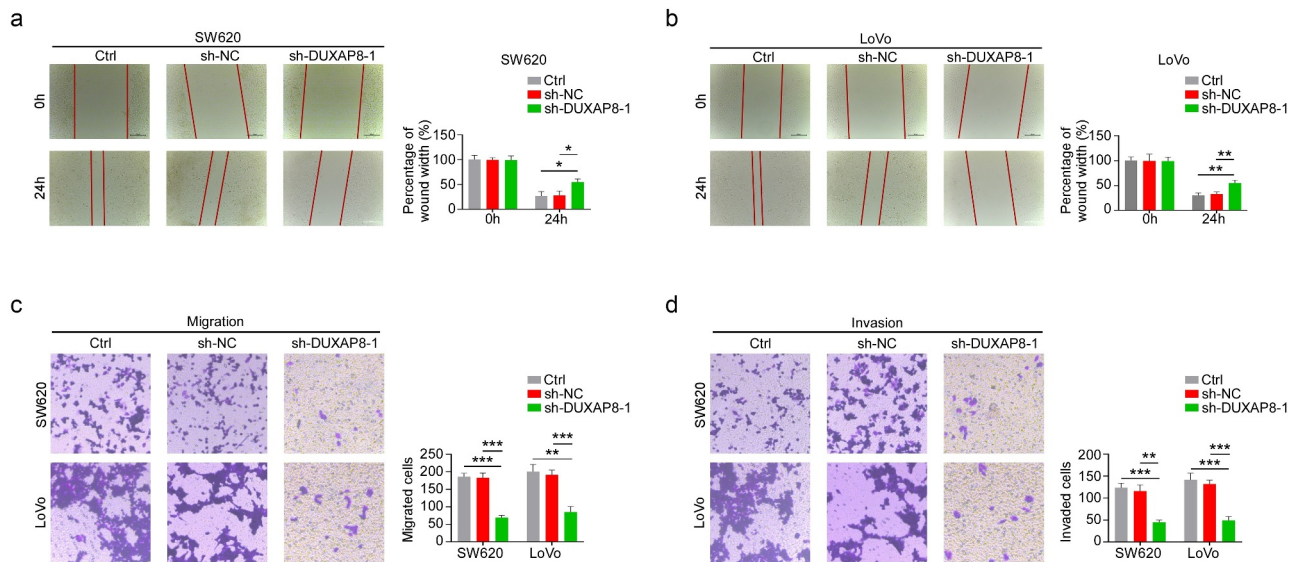 a
SW620
Ctrl sh-NC sh-DUXAP8-1
0h
24h
SW620
Ctrl
sh-NC
sh-DUXAP8-1
Percentage of
wound width (%)
150
100
50
0
* *
0h 24h
b
LoVo
Ctrl sh-NC sh-DUXAP8-1
0h
24h
LoVo
Ctrl
sh-NC
sh-DUXAP8-1
Percentage of
wound width (%)
150
100
50
0
** **
0h 24h
c
Migration
Ctrl sh-NC sh-DUXAP8-1
SW620
LoVo
Ctrl
sh-NC
sh-DUXAP8-1
Migrated cells
250
200
150
100
50
0
*** *** *** **
SW620 LoVo
d
Invasion
Ctrl sh-NC sh-DUXAP8-1
SW620
LoVo
Ctrl
sh-NC
sh-DUXAP8-1
Invaded cells
200
150
100
50
0
** *** *** ***
SW620 LoVo